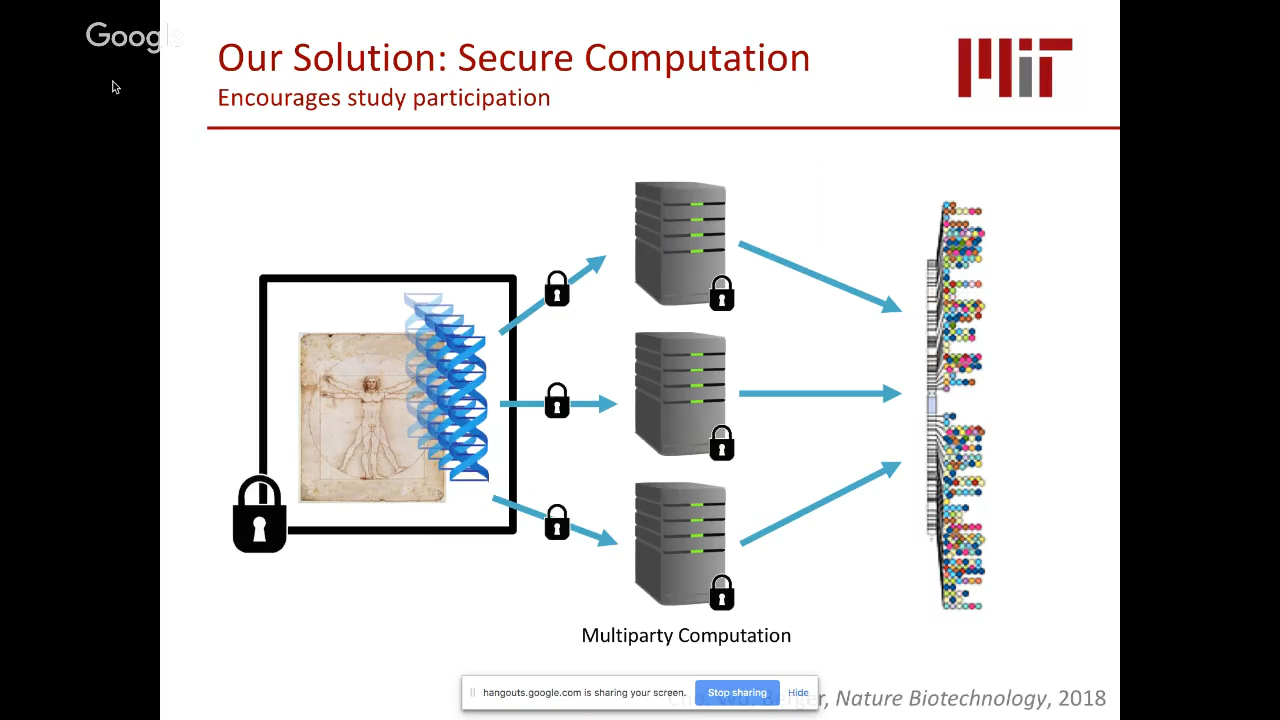 Google
Our Solution: Secure Computation
MIT
Encourages study participation
Multiparty Computation
hangouts.google.com is sharing your screen.
Stop sharing
Hide
Nature Biotechnology, 2018